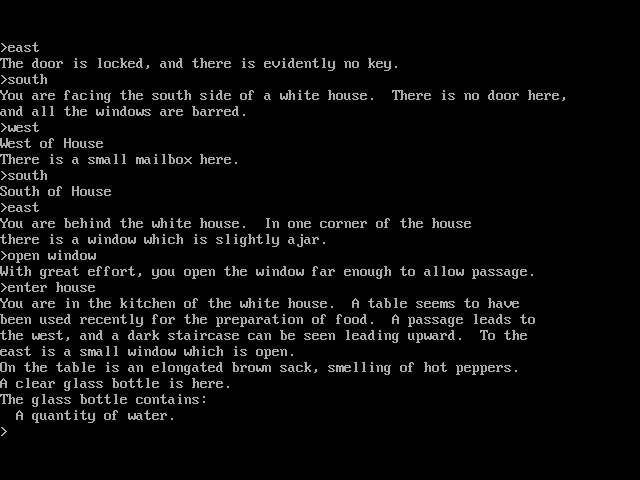 >east
The door is locked, and there is evidently no key.
>south
You are facing the south side of a white house.  There is no door here,
and all the windows are barred.
>west
West of House
There is a small mailbox here.
>south
South of House
>east
You are behind the white house.  In one corner of the house
there is a window which is slightly ajar.
>open window
With great effort, you open the window far enough to allow passage.
>enter house
You are in the kitchen of the white house.  A table seems to have
been used recently for the preparation of food.  A passage leads to
the west, and a dark staircase can be seen leading upward.  To the
east is a small window which is open.
On the table is an elongated brown sack, smelling of hot peppers.
A clear glass bottle is here.
The glass bottle contains:
  A quantity of water.
>